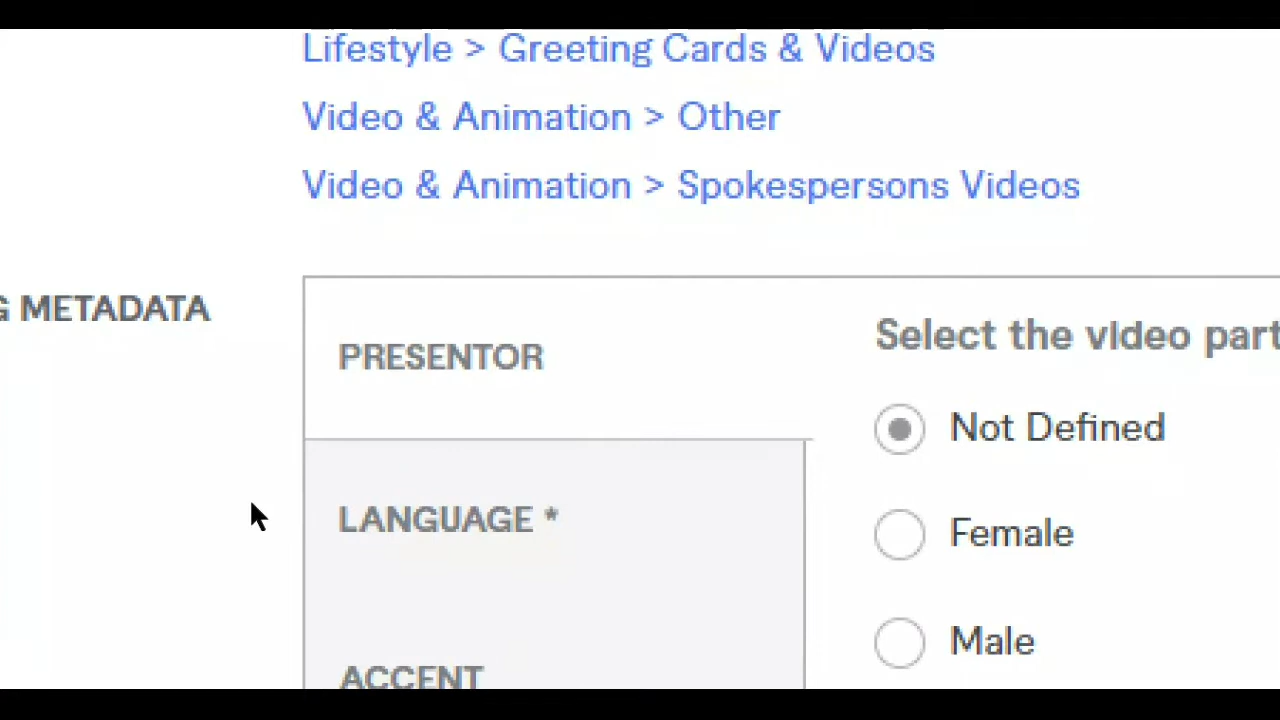 Lifestyle > Greeting Cards & Videos
Video & Animation > Other
Video & Animation > Spokespersons Videos
G METADATA
PRESENTOR
Select the video part
Not Defined
LANGUAGE *
Female
Male
ACCENT